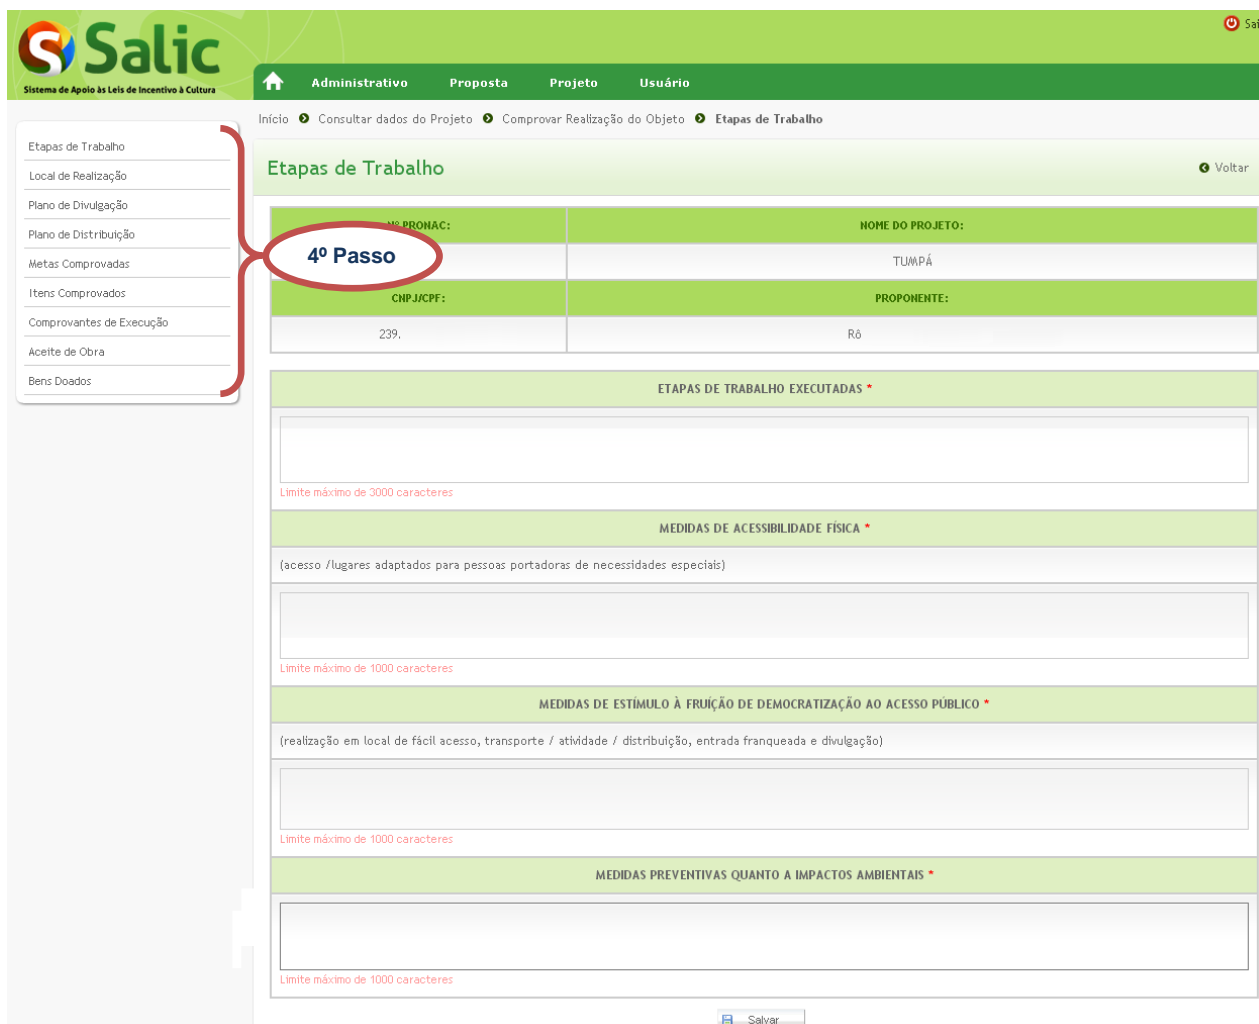 Salic
Sistema de Apoio às Leis de Incentivo à Cultura
Sai
Administrativo Proposta Projeto Usuário
Início Consultar dados do Projeto Comprovar Realização do Objeto Etapas de Trabalho
Etapas de Trabalho
Local de Realização
Plano de Divulgação
Plano de Distribuição
Metas Comprovadas
Itens Comprovados
Comprovantes de Execução
Aceite de Obra
Bens Doados
4º Passo
Etapas de Trabalho
Voltar
Nº PRONAC: NOME DO PROJETO:
TUMPÁ
CNPJ/CPF: PROPONENTE:
239. Rô
ETAPAS DE TRABALHO EXECUTADAS *
Limite máximo de 3000 caracteres
MEDIDAS DE ACESSIBILIDADE FÍSICA *
(acesso /lugares adaptados para pessoas portadoras de necessidades especiais)
Limite máximo de 1000 caracteres
MEDIDAS DE ESTÍMULO À FRUÍÇÃO DE DEMOCRATIZAÇÃO AO ACESSO PÚBLICO *
(realização em local de fácil acesso, transporte / atividade / distribuição, entrada franqueada e divulgação)
Limite máximo de 1000 caracteres
MEDIDAS PREVENTIVAS QUANTO A IMPACTOS AMBIENTAIS *
Limite máximo de 1000 caracteres
Salvar